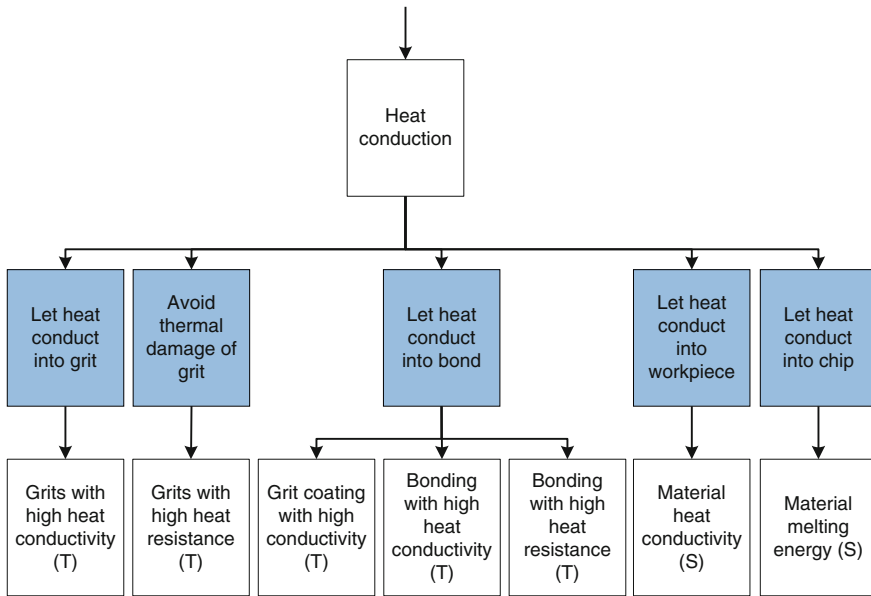 Heat
conduction
Let heat
conduct
into grit
Avoid
thermal
damage of
grit
Let heat
conduct
into bond
Let heat
conduct
into
workpiece
Let heat
conduct
into chip
Grits with
high heat
conductivity
(T)
Grits with
high heat
resistance (T)
Grit coating
with high
conductivity
(T)
Bonding with
high heat
conductivity
(T)
Bonding with
high heat
resistance (T)
Material
heat
conductivity
(S)
Material
melting
energy (S)